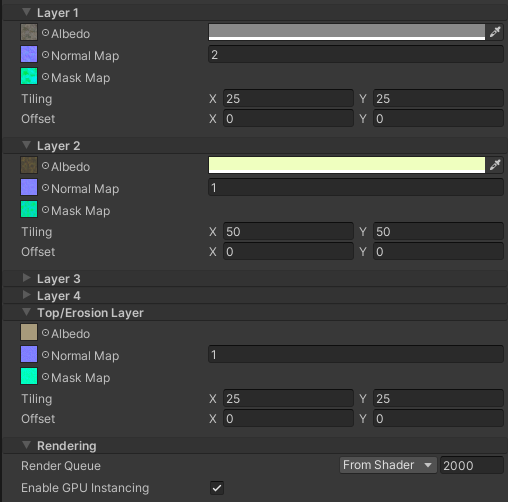 Layer 1
Albedo
Normal Map 2
Mask Map
Tiling X 25 Y 25
Offset X 0 Y 0
Layer 2
Albedo
Normal Map 1
Mask Map
Tiling X 50 Y 50
Offset X 0 Y 0
Layer 3
Layer 4
Top/Erosion Layer
Albedo
Normal Map 1
Mask Map
Tiling X 25 Y 25
Offset X 0 Y 0
Rendering
Render Queue From Shader 2000
Enable GPU Instancing